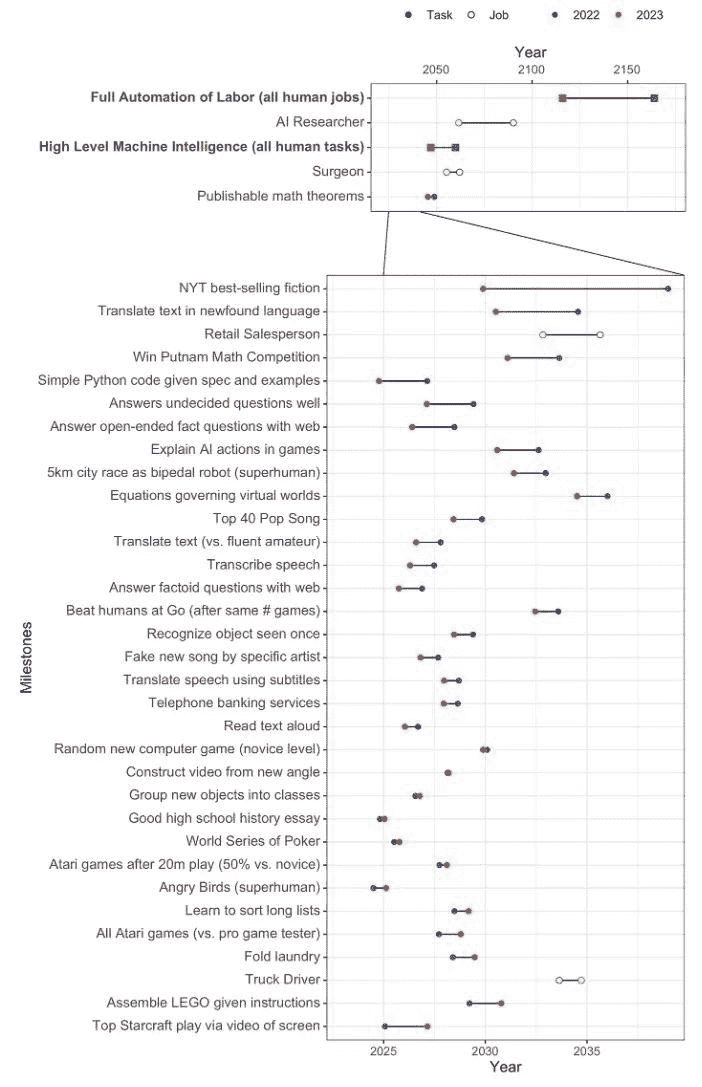 Task Job 2022 2023
Year
2050 2100 2150
Full Automation of Labor (all human jobs)
AI Researcher
High Level Machine Intelligence (all human tasks)
Surgeon
Publishable math theorems
NYT best-selling fiction
Translate text in newfound language
Retail Salesperson
Win Putnam Math Competition
Simple Python code given spec and examples
Answers undecided questions well
Answer open-ended fact questions with web
Explain AI actions in games
5km city race as bipedal robot (superhuman)
Equations governing virtual worlds
Top 40 Pop Song
Translate text (vs. fluent amateur)
Transcribe speech
Answer factoid questions with web
Beat humans at Go (after same # games)
Recognize object seen once
Fake new song by specific artist
Translate speech using subtitles
Telephone banking services
Read text aloud
Random new computer game (novice level)
Construct video from new angle
Group new objects into classes
Good high school history essay
World Series of Poker
Atari games after 20m play (50% vs. novice)
Angry Birds (superhuman)
Learn to sort long lists
All Atari games (vs. pro game tester)
Fold laundry
Truck Driver
Assemble LEGO given instructions
Top Starcraft play via video of screen
Milestones
2025 2030 2035
Year